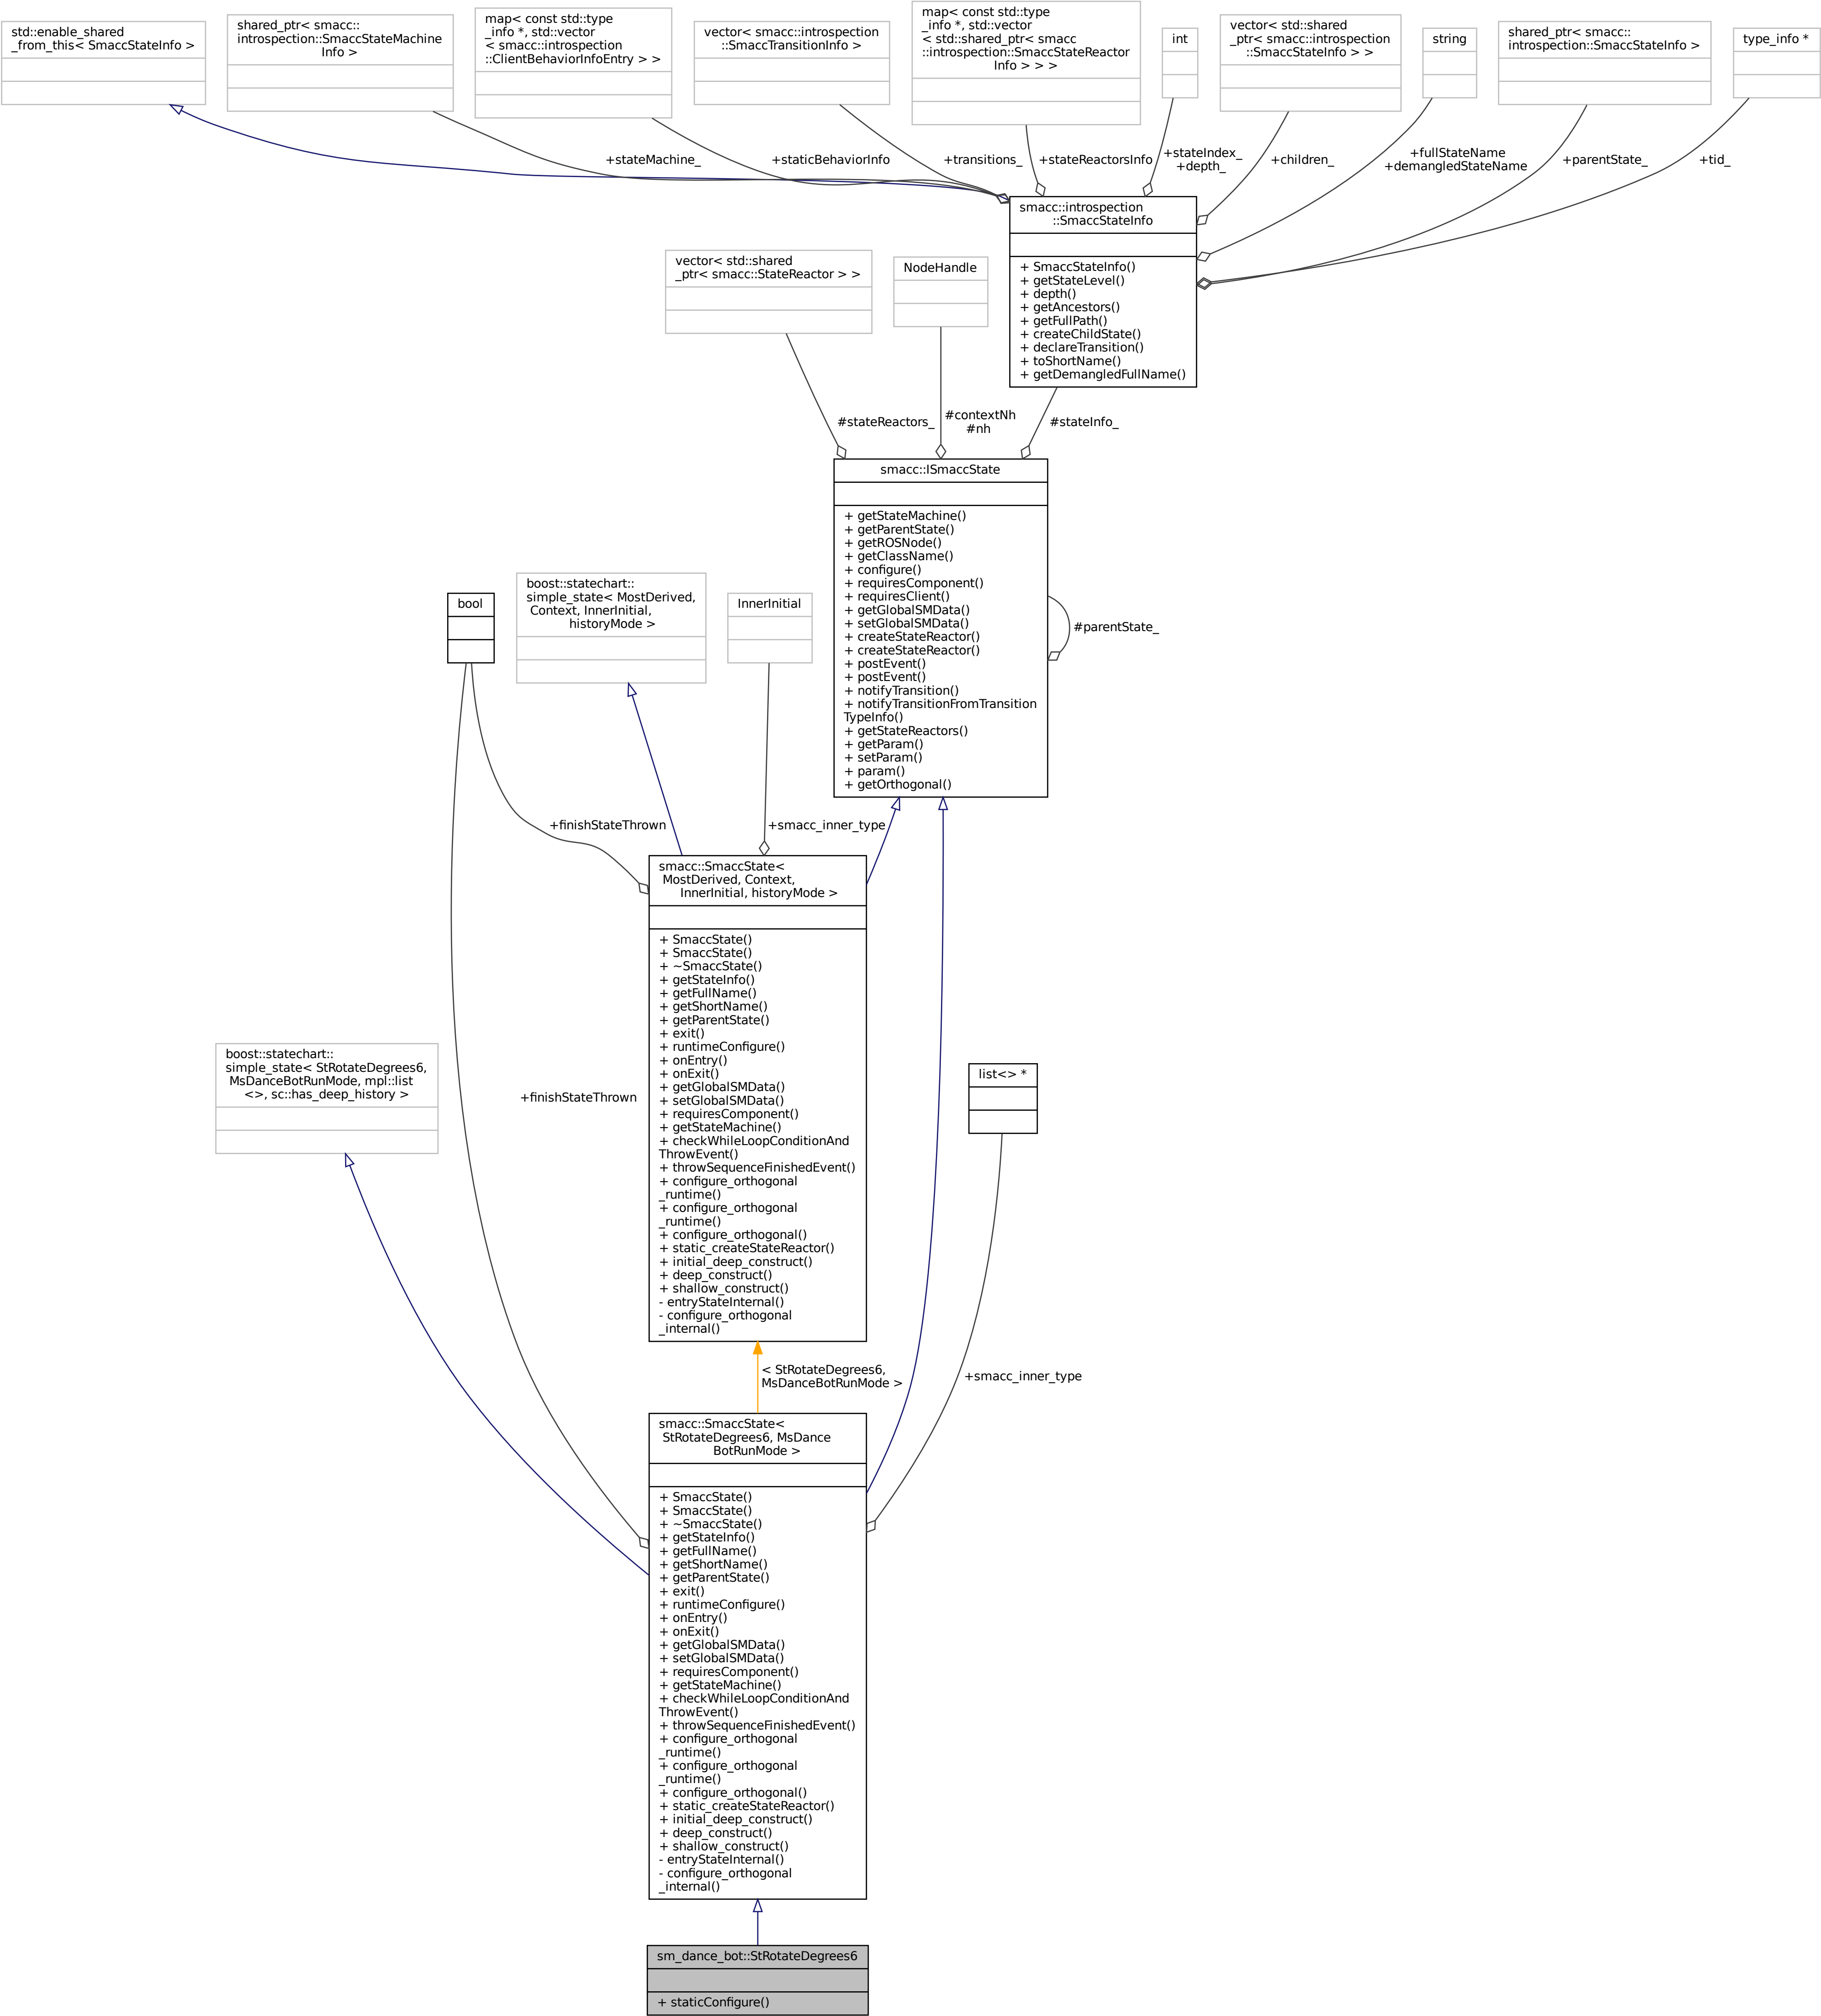 std::enable_shared
_from_this< SmaccStateInfo >
shared_ptr< smacc::
introspection::SmaccStateMachine
Info >
map< const std::type
_info *, std::vector
< smacc::introspection
::ClientBehaviorInfoEntry > >
vector< smacc::introspection
::SmaccTransitionInfo >
map< const std::type
_info *, std::vector
< std::shared_ptr< smacc
::introspection::SmaccStateReactor
Info > > >
int
vector< std::shared
_ptr< smacc::introspection
::SmaccStateInfo > >
string
shared_ptr< smacc::
introspection::SmaccStateInfo >
type_info *
+stateMachine_
+staticBehaviorInfo
+transitions_
+stateReactorsInfo
+stateIndex_
+depth_
+children_
+fullStateName
+demangledStateName
+parentState_
+tid_
smacc::introspection
::SmaccStateInfo
+ SmaccStateInfo()
+ getStateLevel()
+ depth()
+ getAncestors()
+ getFullPath()
+ createChildState()
+ declareTransition()
+ toShortName()
+ getDemangledFullName()
vector< std::shared
_ptr< smacc::StateReactor > >
NodeHandle
#stateReactors_
#contextNh
#nh
#stateInfo_
smacc::ISmaccState
+ getStateMachine()
+ getParentState()
+ getROSNode()
+ getClassName()
+ configure()
+ requiresComponent()
+ requiresClient()
+ getGlobalSMData()
+ setGlobalSMData()
+ createStateReactor()
+ createStateReactor()
+ postEvent()
+ postEvent()
+ notifyTransition()
+ notifyTransitionFromTransition
TypeInfo()
+ getStateReactors()
+ getParam()
+ setParam()
+ param()
+ getOrthogonal()
#parentState_
bool
boost::statechart::
simple_state< MostDerived,
Context, InnerInitial,
historyMode >
InnerInitial
+finishStateThrown
+smacc_inner_type
smacc::SmaccState<
MostDerived, Context,
InnerInitial, historyMode >
+ SmaccState()
+ SmaccState()
+ ~SmaccState()
+ getStateInfo()
+ getFullName()
+ getShortName()
+ getParentState()
+ exit()
+ runtimeConfigure()
+ onEntry()
+ onExit()
+ getGlobalSMData()
+ setGlobalSMData()
+ requiresComponent()
+ getStateMachine()
+ checkWhileLoopConditionAnd
ThrowEvent()
+ throwSequenceFinishedEvent()
+ configure_orthogonal
_runtime()
+ configure_orthogonal
_runtime()
+ configure_orthogonal()
+ static_createStateReactor()
+ initial_deep_construct()
+ deep_construct()
+ shallow_construct()
- entryStateInternal()
- configure_orthogonal
_internal()
boost::statechart::
simple_state< StRotateDegrees6,
MsDanceBotRunMode, mpl::list
<>, sc::has_deep_history >
+finishStateThrown
list<> *
< StRotateDegrees6,
MsDanceBotRunMode >
+smacc_inner_type
smacc::SmaccState<
StRotateDegrees6, MsDance
BotRunMode >
+ SmaccState()
+ SmaccState()
+ ~SmaccState()
+ getStateInfo()
+ getFullName()
+ getShortName()
+ getParentState()
+ exit()
+ runtimeConfigure()
+ onEntry()
+ onExit()
+ getGlobalSMData()
+ setGlobalSMData()
+ requiresComponent()
+ getStateMachine()
+ checkWhileLoopConditionAnd
ThrowEvent()
+ throwSequenceFinishedEvent()
+ configure_orthogonal
_runtime()
+ configure_orthogonal
_runtime()
+ configure_orthogonal()
+ static_createStateReactor()
+ initial_deep_construct()
+ deep_construct()
+ shallow_construct()
- entryStateInternal()
- configure_orthogonal
_internal()
sm_dance_bot::StRotateDegrees6
+ staticConfigure()